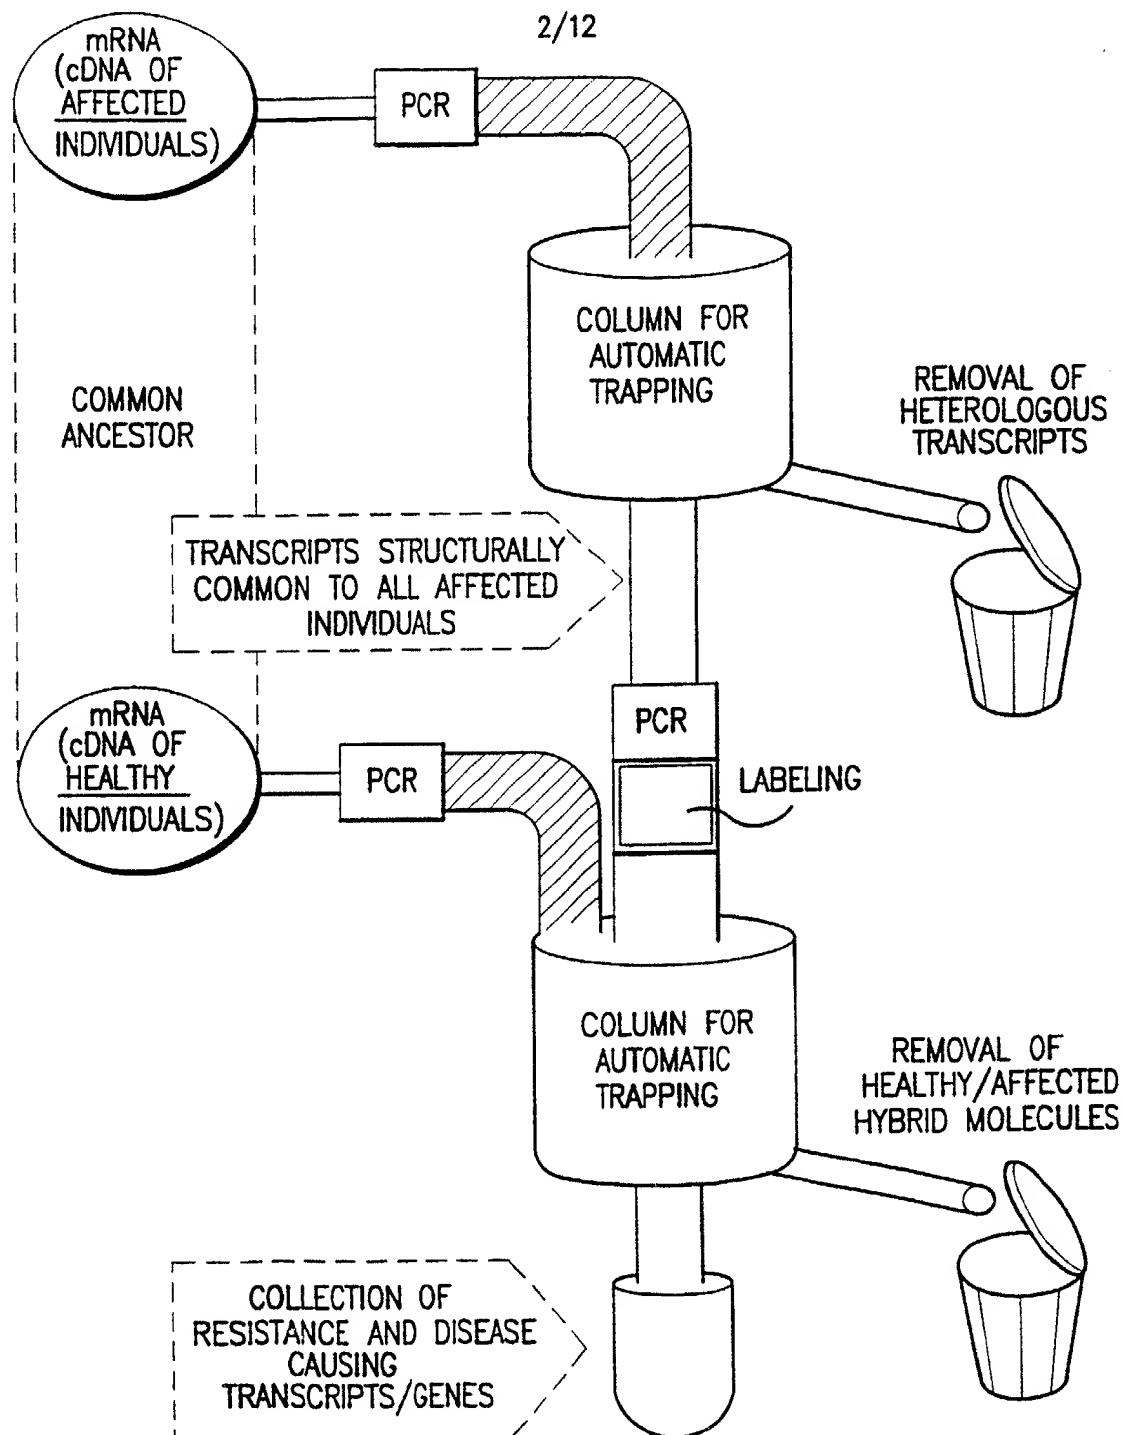 2/12
mRNA
(cDNA OF
AFFECTED
INDIVIDUALS)
PCR
COLUMN FOR
AUTOMATIC
TRAPPING
REMOVAL OF
HETEROLOGOUS
TRANSCRIPTS
COMMON
ANCESTOR
TRANSCRIPTS STRUCTURALLY
COMMON TO ALL AFFECTED
INDIVIDUALS
mRNA
(cDNA OF
HEALTHY
INDIVIDUALS)
PCR
PCR
LABELING
COLUMN FOR
AUTOMATIC
TRAPPING
REMOVAL OF
HEALTHY/AFFECTED
HYBRID MOLECULES
COLLECTION OF
RESISTANCE AND DISEASE
CAUSING
TRANSCRIPTS/GENES